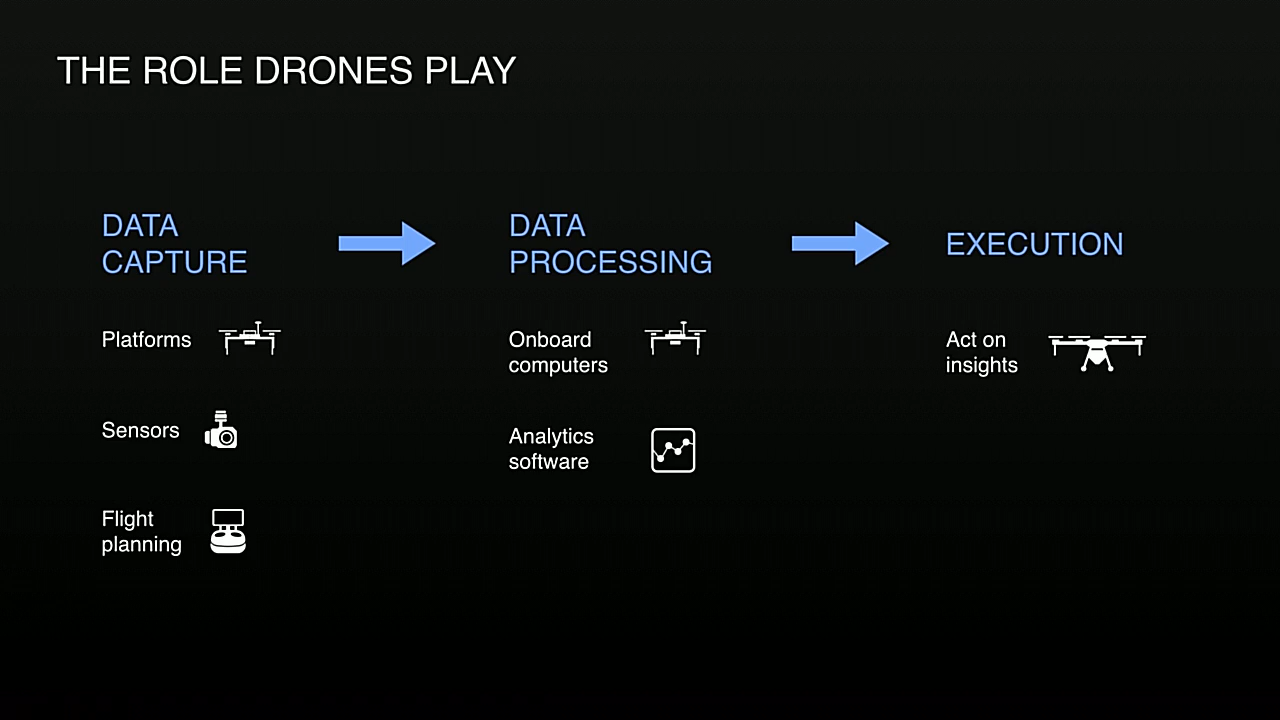 THE ROLE DRONES PLAY
DATA
CAPTURE
Platforms
Sensors
Flight
planning
DATA
PROCESSING
Onboard
computers
Analytics
software
EXECUTION
Act on
insights